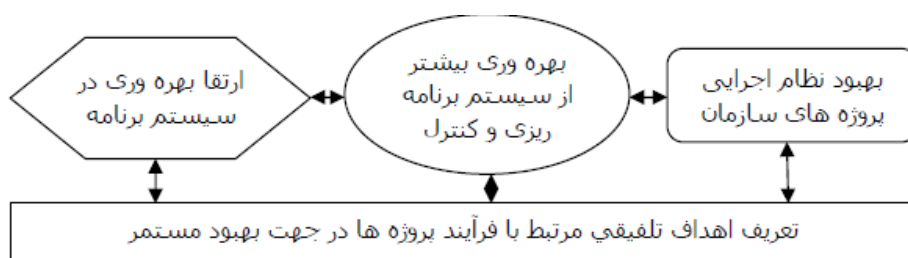 بهبود نظام اجرایی
پروژه های سازمان
بهره وری بیشتر
از سیستم برنامه
ریزی و کنترل
ارتقا بهره وری در
سیستم برنامه
تعریف اهداف تلفیقي مرتبط با فرآیند پروژه ها در جهت بهبود مستمر